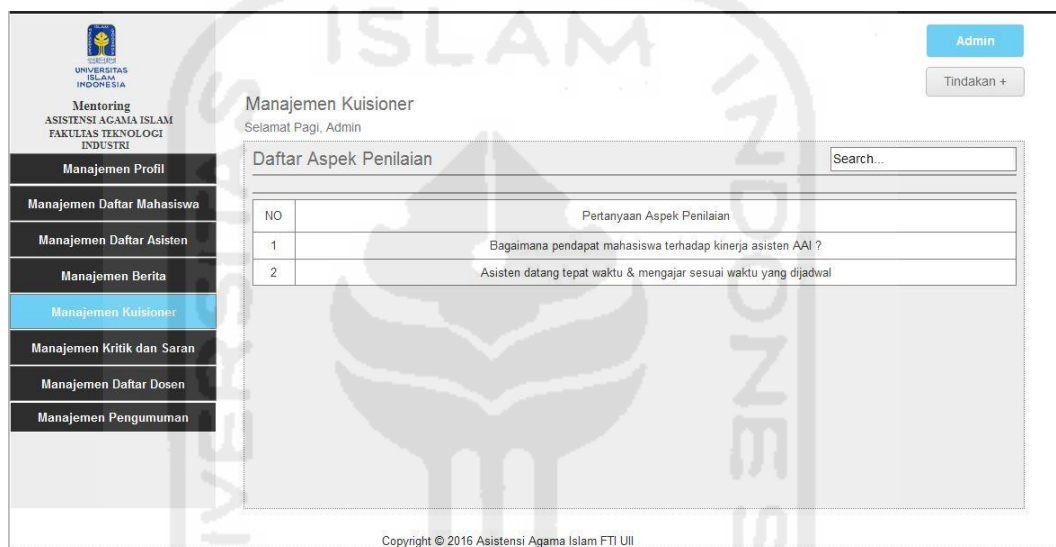 UNIVERSITAS
ISLAM
INDONESIA
Mentoring
ASISTENSI AGAMA ISLAM
FAKULTAS TEKNOLOGI
INDUSTRI
Manajemen Profil
Manajemen Daftar Mahasiswa
Manajemen Daftar Asisten
Manajemen Berita
Manajemen Kuisioner
Manajemen Kritik dan Saran
Manajemen Daftar Dosen
Manajemen Pengumuman
Admin
Tindakan +
Manajemen Kuisioner
Selamat Pagi, Admin
Daftar Aspek Penilaian
Search...
NO Pertanyaan Aspek Penilaian
1 Bagaimana pendapat mahasiswa terhadap kinerja asisten AAI ?
2 Asisten datang tepat waktu & mengajar sesuai waktu yang dijadwal
Copyright © 2016 Asistensi Agama Islam FTI UII
ISLAM
INDONES
IVERSITAS